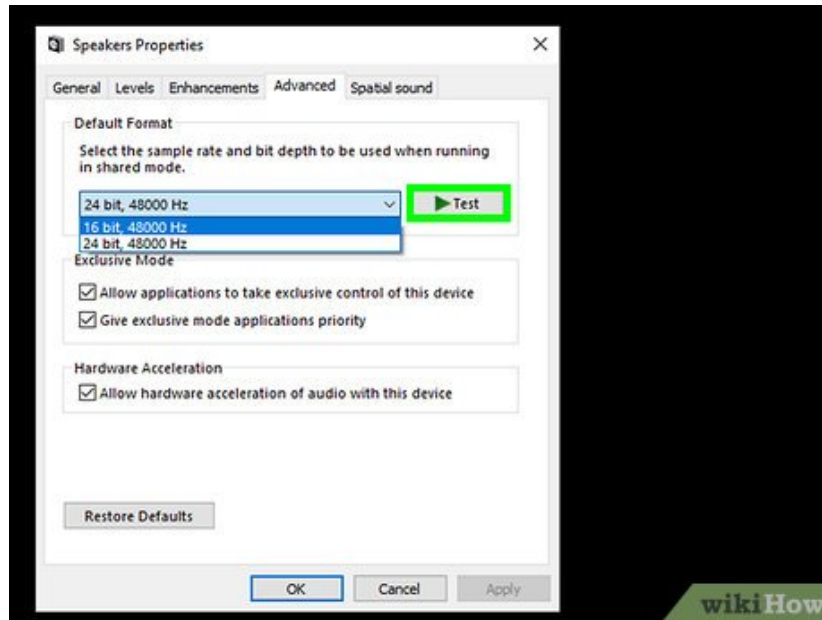 Speakers Properties
General Levels Enhancements Advanced Spatial sound
Default Format
Select the sample rate and bit depth to be used when running
in shared mode.
24 bit, 48000 Hz Test
16 bit, 48000 Hz
24 bit, 48000 Hz
Exclusive Mode
Allow applications to take exclusive control of this device
Give exclusive mode applications priority
Hardware Acceleration
Allow hardware acceleration of audio with this device
Restore Defaults
OK Cancel Apply
wikiHow